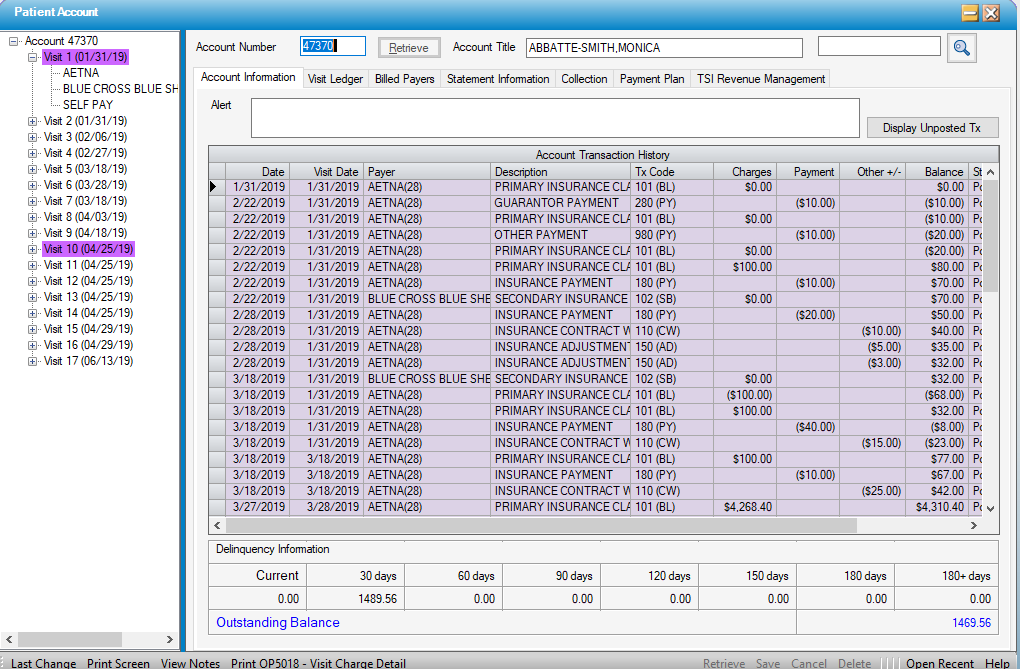 Patient Account
Account 47370
Visit 1 (01/31/19)
AETNA
BLUE CROSS BLUE SH
SELF PAY
Visit 2 (01/31/19)
Visit 3 (02/06/19)
Visit 4 (02/27/19)
Visit 5 (03/18/19)
Visit 6 (03/28/19)
Visit 7 (03/18/19)
Visit 8 (04/03/19)
Visit 9 (04/18/19)
Visit 10 (04/25/19)
Visit 11 (04/25/19)
Visit 12 (04/25/19)
Visit 13 (04/25/19)
Visit 14 (04/25/19)
Visit 15 (04/29/19)
Visit 16 (04/29/19)
Visit 17 (06/13/19)
Account Number 47370 Retrieve Account Title ABBATTE-SMITH,MONICA
Account Information Visit Ledger Billed Payers Statement Information Collection Payment Plan TSI Revenue Management
Alert
Display Unposted Tx
Account Transaction History
Date Visit Date Payer Description Tx Code Charges Payment Other +/- Balance St
1/31/2019 1/31/2019 AETNA(28) PRIMARY INSURANCE CLA 101 (BL) $0.00 $0.00 Po
2/22/2019 1/31/2019 AETNA(28) GUARANTOR PAYMENT 280 (PY) ($10.00) ($10.00) Po
2/22/2019 1/31/2019 AETNA(28) PRIMARY INSURANCE CLA 101 (BL) $0.00 ($10.00) Po
2/22/2019 1/31/2019 AETNA(28) OTHER PAYMENT 980 (PY) ($10.00) ($20.00) Po
2/22/2019 1/31/2019 AETNA(28) PRIMARY INSURANCE CLA 101 (BL) $0.00 ($20.00) Po
2/22/2019 1/31/2019 AETNA(28) PRIMARY INSURANCE CLA 101 (BL) $100.00 $80.00 Po
2/22/2019 1/31/2019 AETNA(28) INSURANCE PAYMENT 180 (PY) ($10.00) $70.00 Po
2/22/2019 1/31/2019 BLUE CROSS BLUE SHE SECONDARY INSURANCE 102 (SB) $0.00 $70.00 Po
2/28/2019 1/31/2019 AETNA(28) INSURANCE PAYMENT 180 (PY) ($20.00) $50.00 Po
2/28/2019 1/31/2019 AETNA(28) INSURANCE CONTRACT W 110 (CW) ($10.00) $40.00 Po
2/28/2019 1/31/2019 AETNA(28) INSURANCE ADJUSTMENT 150 (AD) ($5.00) $35.00 Po
2/28/2019 1/31/2019 AETNA(28) INSURANCE ADJUSTMENT 150 (AD) ($3.00) $32.00 Po
3/18/2019 1/31/2019 BLUE CROSS BLUE SHE SECONDARY INSURANCE 102 (SB) $0.00 $32.00 Po
3/18/2019 1/31/2019 AETNA(28) PRIMARY INSURANCE CLA 101 (BL) ($100.00) ($68.00) Po
3/18/2019 1/31/2019 AETNA(28) PRIMARY INSURANCE CLA 101 (BL) $100.00 $32.00 Po
3/18/2019 1/31/2019 AETNA(28) INSURANCE PAYMENT 180 (PY) ($40.00) ($8.00) Po
3/18/2019 1/31/2019 AETNA(28) INSURANCE CONTRACT W 110 (CW) ($15.00) ($23.00) Po
3/18/2019 3/18/2019 AETNA(28) PRIMARY INSURANCE CLA 101 (BL) $100.00 $77.00 Po
3/18/2019 3/18/2019 AETNA(28) INSURANCE PAYMENT 180 (PY) ($10.00) $67.00 Po
3/18/2019 3/18/2019 AETNA(28) INSURANCE CONTRACT W 110 (CW) ($25.00) $42.00 Po
3/27/2019 3/28/2019 AETNA(28) PRIMARY INSURANCE CLA 101 (BL) $4,268.40 $4,310.40 Po
Delinquency Information
Current 30 days 60 days 90 days 120 days 150 days 180 days 180+ days
0.00 1489.56 0.00 0.00 0.00 0.00 0.00 0.00
Outstanding Balance 1469.56
Last Change Print Screen View Notes Print OP5018 - Visit Charge Detail Retrieve Save Cancel Delete Open Recent Help